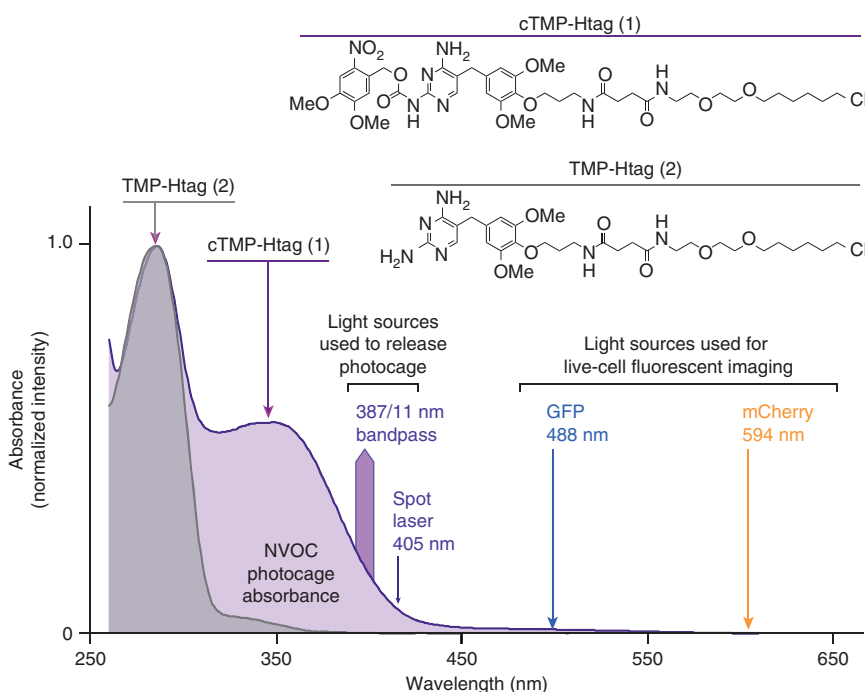 cTMP-Htag (1)
NO2
NH2
O
N
OMe
O
H
N
MeO
O
N
H
N
O
N
H
O
O
O
Cl
OMe
OMe
TMP-Htag (2)
NH2
N
OMe
O
H
N
H2N
N
O
N
H
O
O
O
Cl
OMe
TMP-Htag (2)
cTMP-Htag (1)
1.0
Light sources
used to release
photocage
Light sources used for
live-cell fluorescent imaging
387/11 nm
bandpass
GFP
488 nm
mCherry
594 nm
Spot
laser
405 nm
NVOC
photocage
absorbance
Absorbance
(normalized intensity)
0
250
350
450
550
650
Wavelength (nm)